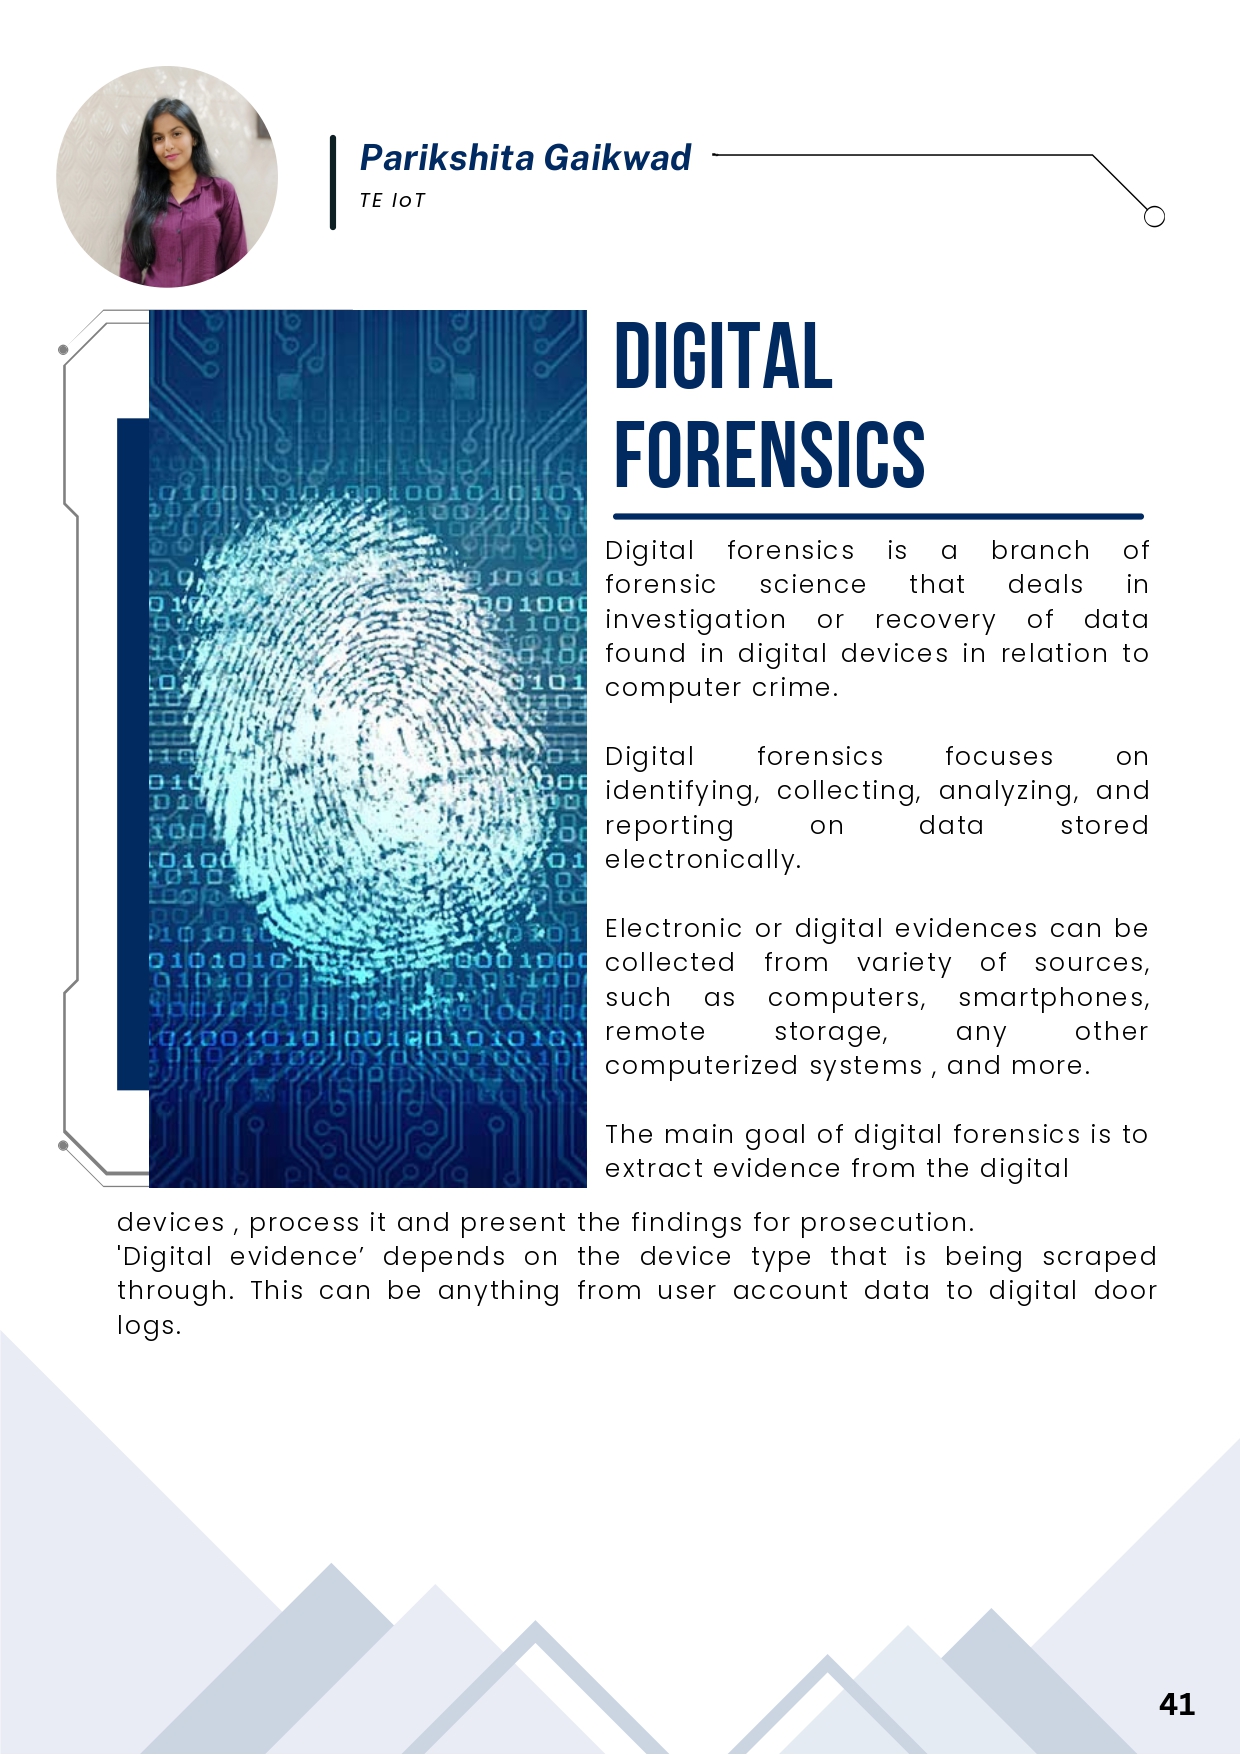 Parikshita Gaikwad
TE IoT
DIGITAL
FORENSICS
Digital forensics is a branch of
forensic science that deals in
investigation or recovery of data
found in digital devices in relation to
computer crime.
Digital forensics focuses on
identifying, collecting, analyzing, and
reporting on data stored
electronically.
Electronic or digital evidences can be
collected from variety of sources,
such as computers, smartphones,
remote storage, any other
computerized systems , and more.
The main goal of digital forensics is to
extract evidence from the digital
devices , process it and present the findings for prosecution.
'Digital evidence’ depends on the device type that is being scraped
through. This can be anything from user account data to digital door
logs.
41